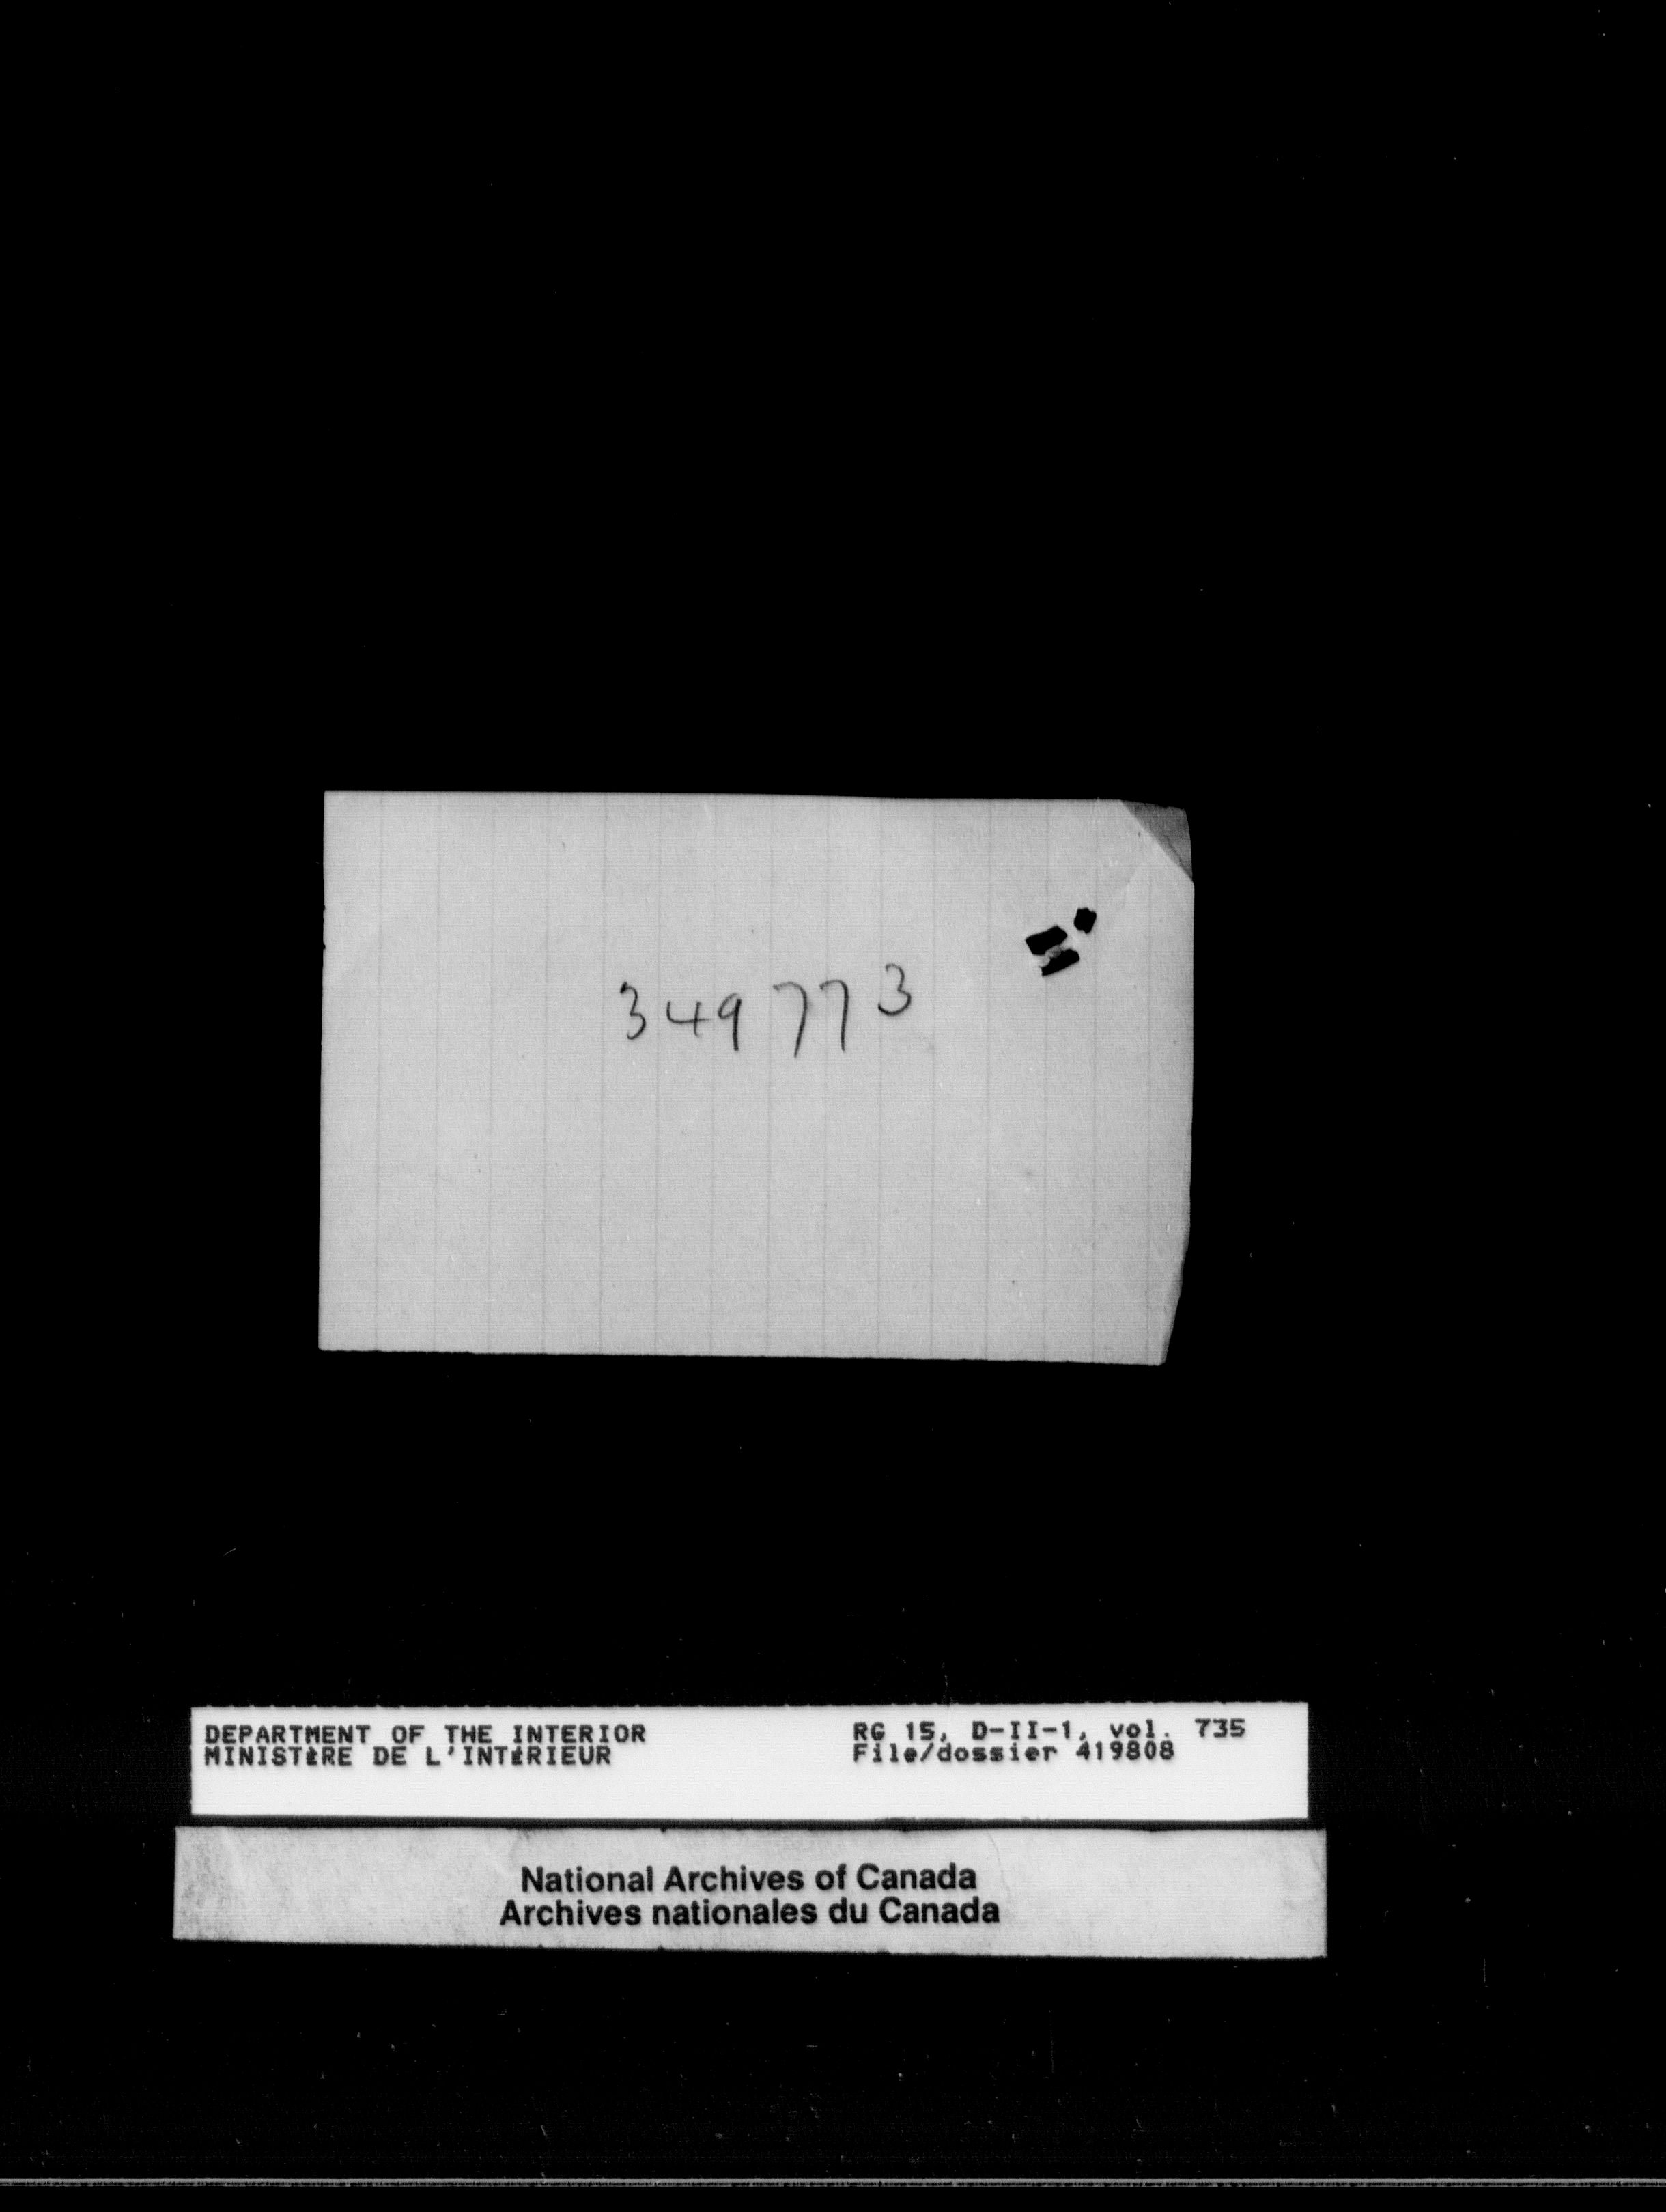 349773
DEPARTMENT OF THE INTERIOR RG 15, D-II-1, vol. 735
MINISTÈRE DE L'INTÉRIEUR File/dossier 419808
National Archives of Canada
Archives nationales du Canada